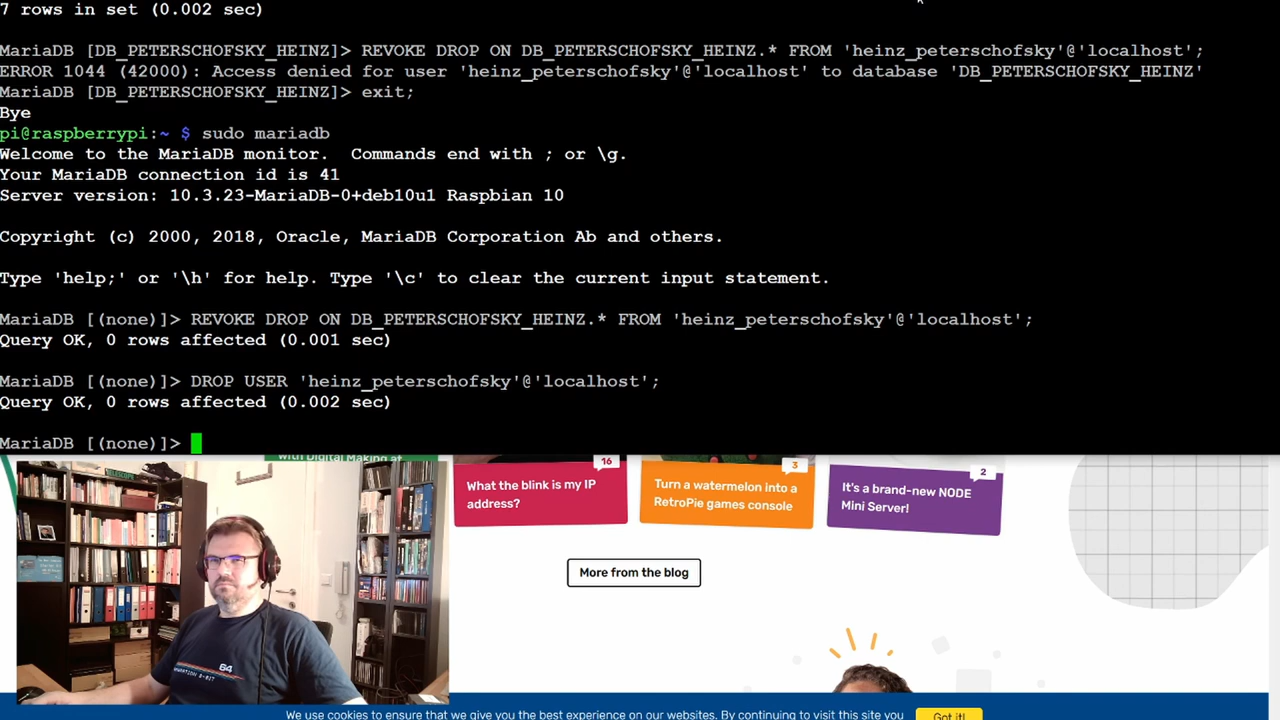 7 rows in set (0.002 sec)
MariaDB [DB_PETERSCHOFSKY_HEINZ]> REVOKE DROP ON DB_PETERSCHOFSKY_HEINZ.* FROM 'heinz_peterschofsky'@'localhost';
ERROR 1044 (42000): Access denied for user 'heinz_peterschofsky'@'localhost' to database 'DB_PETERSCHOFSKY_HEINZ'
MariaDB [DB_PETERSCHOFSKY_HEINZ]> exit;
Bye
pi@raspberrypi:~ $ sudo mariadb
Welcome to the MariaDB monitor.  Commands end with ; or \g.
Your MariaDB connection id is 41
Server version: 10.3.23-MariaDB-0+deb10u1 Raspbian 10
Copyright (c) 2000, 2018, Oracle, MariaDB Corporation Ab and others.
Type 'help;' or '\h' for help. Type '\c' to clear the current input statement.
MariaDB [(none)]> REVOKE DROP ON DB_PETERSCHOFSKY_HEINZ.* FROM 'heinz_peterschofsky'@'localhost';
Query OK, 0 rows affected (0.001 sec)
MariaDB [(none)]> DROP USER 'heinz_peterschofsky'@'localhost';
Query OK, 0 rows affected (0.002 sec)
MariaDB [(none)]>
with Digital Making at
16
What the blink is my IP
address?
3
Turn a watermelon into a
RetroPie games console
2
It's a brand-new NODE
Mini Server!
More from the blog
64
We use cookies to ensure that we give you the best experience on our websites. By continuing to visit this site you
Got it!